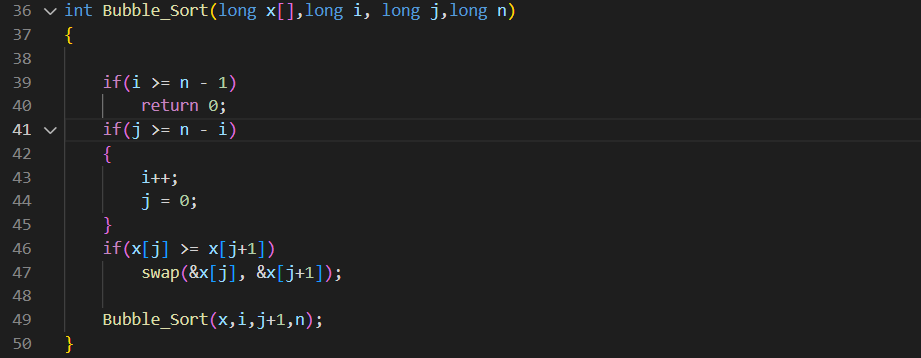 36 int Bubble_Sort(long x[],long i, long j,long n)
37 {
38
39     if(i >= n - 1)
40         return 0;
41     if(j >= n - i)
42     {
43         i++;
44         j = 0;
45     }
46     if(x[j] >= x[j+1])
47         swap(&x[j], &x[j+1]);
48
49     Bubble_Sort(x,i,j+1,n);
50 }